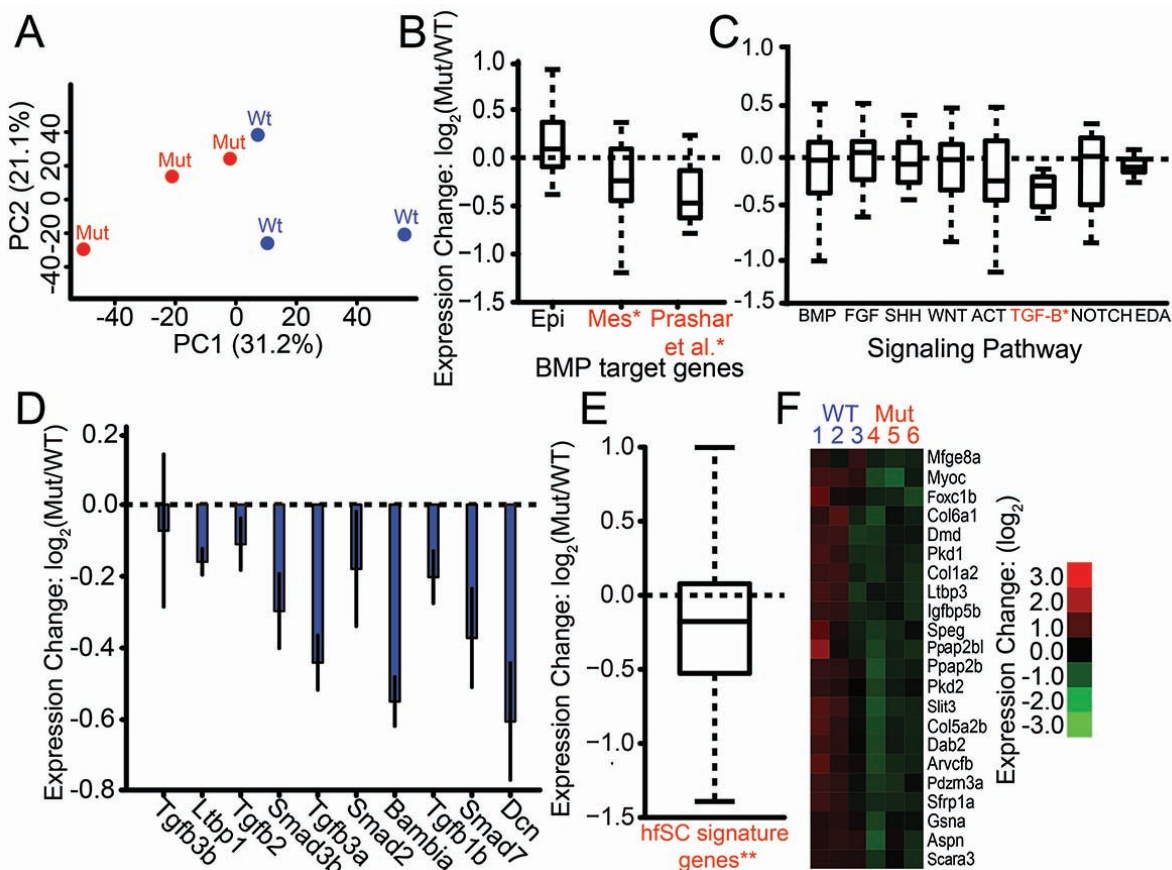 A
PC2 (21.1%)
-40-20 0 20 40
Wt
Mut
Mut
Wt
Wt
Mut
-40 -20 0 20 40
PC1 (31.2%)
B
Expression Change: log2(Mut/WT)
1.0
0.5
0.0
-0.5
-1.0
-1.5
Epi Mes* Prashar
et al.*
BMP target genes
C
1.0
0.5
0.0
-0.5
-1.0
-1.5
BMP FGF SHH WNT ACT TGF-B* NOTCH EDA
Signaling Pathway
D
Expression Change: log2(Mut/WT)
0.2
0.0
-0.2
-0.4
-0.6
-0.8
Tgfb3b
Ltbp1
Tgfb2
Smad3b
Tgfb3a
Smad2
Bambia
Tgfb1b
Smad7
Dcn
E
Expression Change: log2(Mut/WT)
1.0
0.5
0.0
-0.5
-1.0
-1.5
hfSC signature
genes**
F
WT Mut
1 2 3 4 5 6
Mfge8a
Myoc
Foxc1b
Col6a1
Dmd
Pkd1
Col1a2
Ltbp3
Igfbp5b
Speg
Ppap2bl
Ppap2b
Pkd2
Slit3
Col5a2b
Dab2
Arvcfb
Pdzrn3a
Sfrp1a
Gsna
Aspn
Scara3
Expression Change: (log2)
3.0
2.0
1.0
0.0
-1.0
-2.0
-3.0